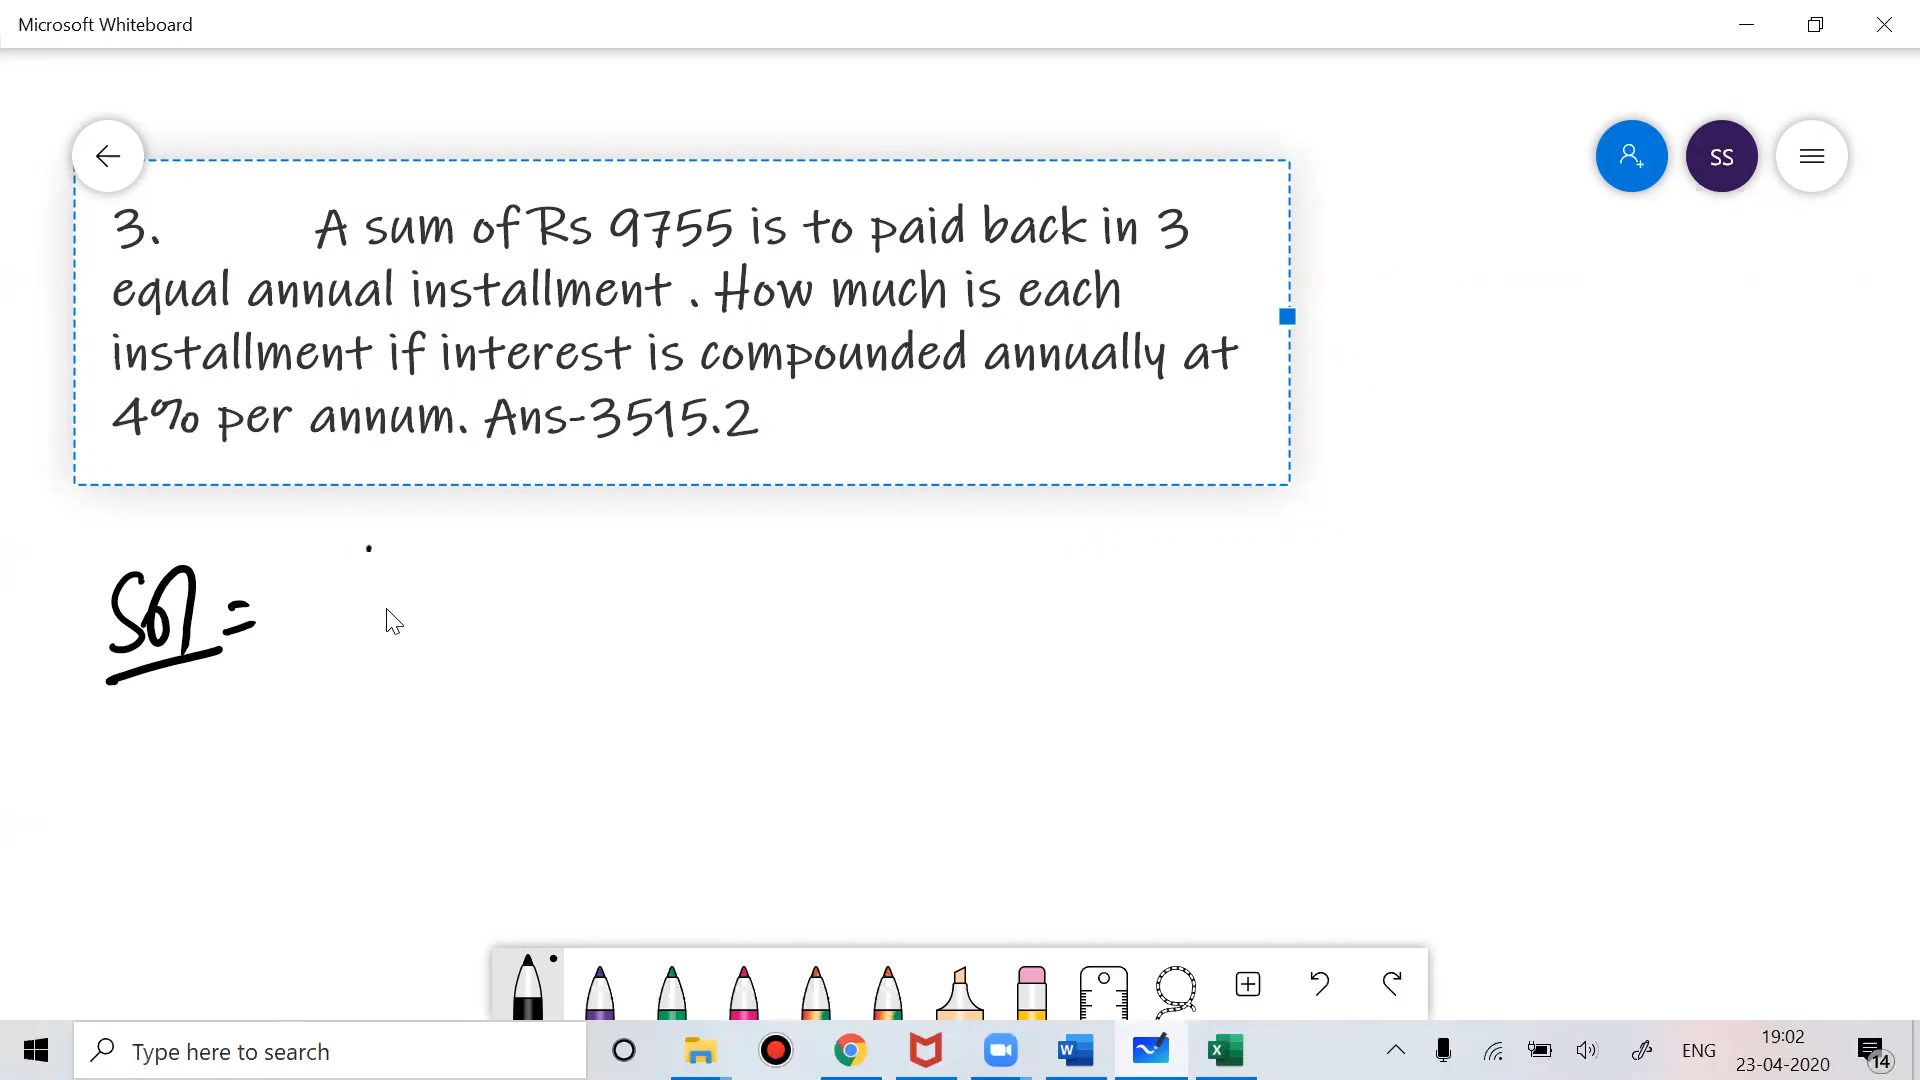 Microsoft Whiteboard
SS
3. A sum of Rs 9755 is to paid back in 3
equal annual installment . How much is each
installment if interest is compounded annually at
4% per annum. Ans-3515.2
Sol =
Type here to search
W
X
ENG
19:02
23-04-2020
14